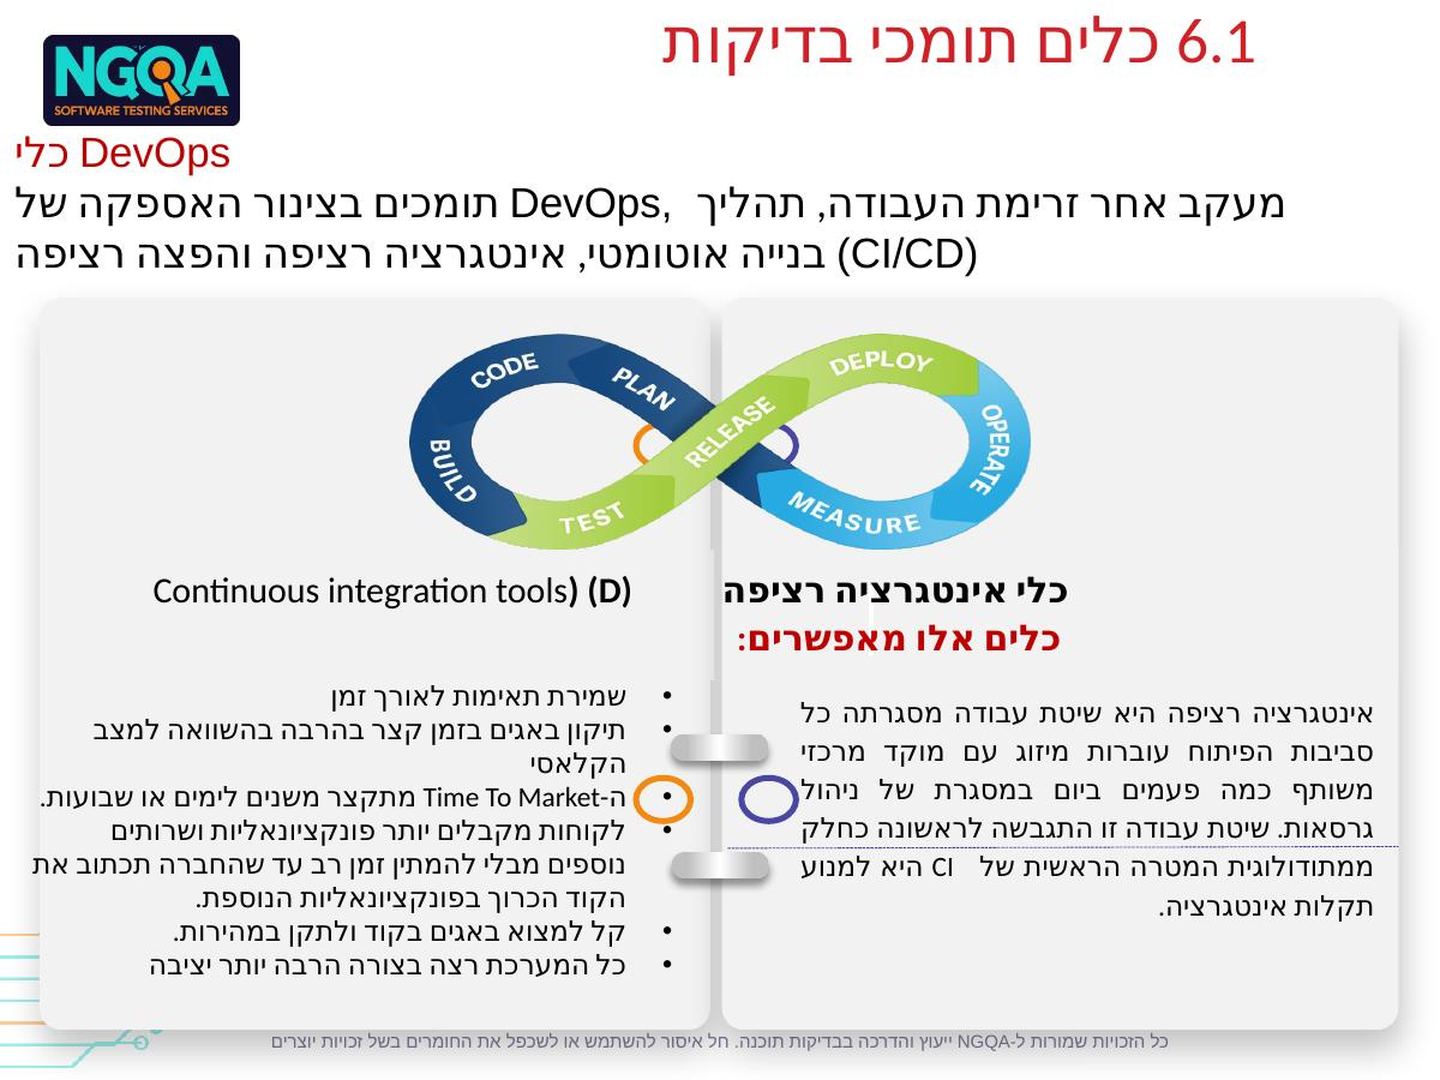 6.1 כלים תומכי בדיקות
NGQA
SOFTWARE TESTING SERVICES
כלי DevOps
תומכים בצינור האספקה של DevOps, מעקב אחר זרימת העבודה, תהליך
בנייה אוטומטי, אינטגרציה רציפה והפצה רציפה (CI/CD)
CODE
PLAN
BUILD
TEST
RELEASE
DEPLOY
OPERATE
MEASURE
כלי אינטגרציה רציפה
Continuous integration tools) (D)
כלים אלו מאפשרים:
אינטגרציה רציפה היא שיטת עבודה מסגרתה כל
סביבות הפיתוח עוברות מיזוג עם מוקד מרכזי
משותף כמה פעמים ביום במסגרת של ניהול
גרסאות. שיטת עבודה זו התגבשה לראשונה כחלק
ממתודולוגית המטרה הראשית של CI היא למנוע
תקלות אינטגרציה.
• שמירת תאימות לאורך זמן
• תיקון באגים בזמן קצר בהרבה בהשוואה למצב
הקלאסי
• ה-Time To Market מתקצר משנים לימים או שבועות.
• לקוחות מקבלים יותר פונקציונאליות ושרותים
נוספים מבלי להמתין זמן רב עד שהחברה תכתוב את
הקוד הכרוך בפונקציונאליות הנוספת.
• קל למצוא באגים בקוד ולתקן במהירות.
• כל המערכת רצה בצורה הרבה יותר יציבה
כל הזכויות שמורות ל-NGQA ייעוץ והדרכה בבדיקות תוכנה. חל איסור להשתמש או לשכפל את החומרים בשל זכויות יוצרים